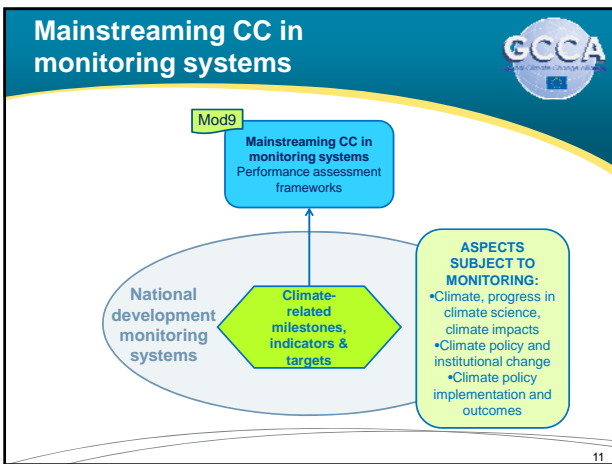 Mainstreaming CC in
monitoring systems
GCCA
Mod9
Mainstreaming CC in
monitoring systems
Performance assessment
frameworks
National
development
monitoring
systems
Climate-
related
milestones,
indicators &
targets
ASPECTS
SUBJECT TO
MONITORING:
•Climate, progress in
climate science,
climate impacts
•Climate policy and
institutional change
•Climate policy
implementation and
outcomes
11